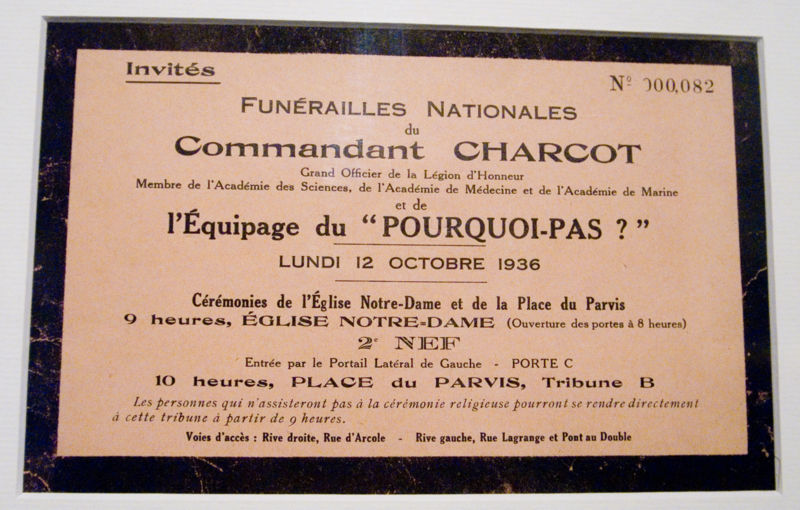 Invités
Nº 000,082
FUNÉRAILLES NATIONALES
du
Commandant CHARCOT
Grand Officier de la Légion d'Honneur
Membre de l'Académie des Sciences, de l'Académie de Médecine et de l'Académie de Marine
et de
l'Équipage du "POURQUOI-PAS ?"
LUNDI 12 OCTOBRE 1936
Cérémonies de l'Église Notre-Dame et de la Place du Parvis
9 heures, ÉGLISE NOTRE=DAME (Ouverture des portes à 8 heures)
2e NEF
Entrée par le Portail Latéral de Gauche - PORTE C
10 heures, PLACE du PARVIS, Tribune B
Les personnes qui n'assisteront pas à la cérémonie religieuse pourront se rendre directement
à cette tribune à partir de 9 heures.
Voies d'accès : Rive droite, Rue d'Arcole - Rive gauche, Rue Lagrange et Pont au Double